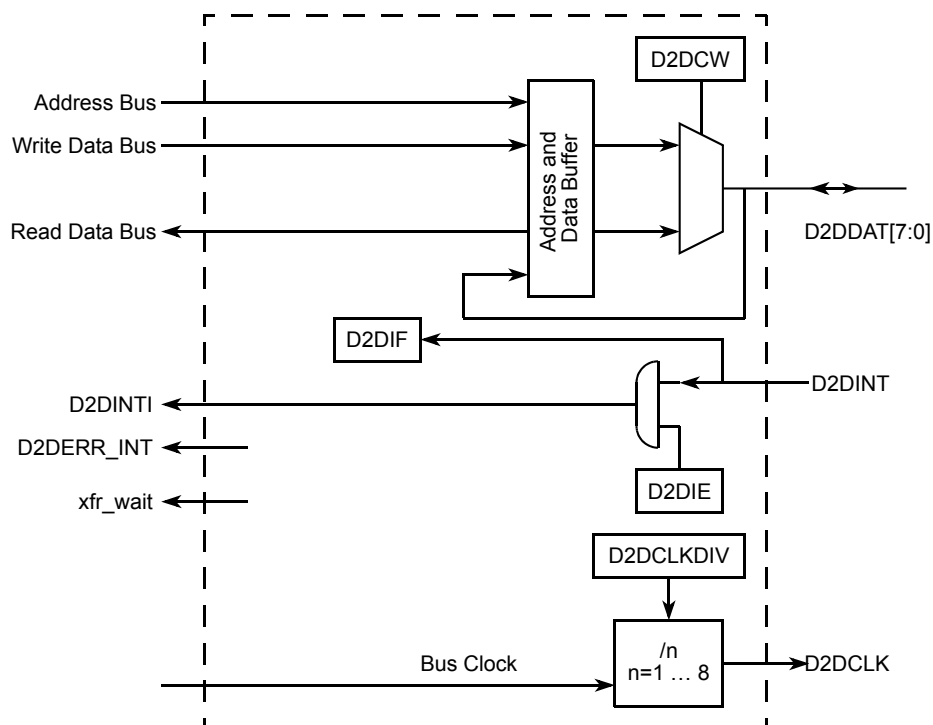 D2DCW
Address Bus
Write Data Bus
Address and
Data Buffer
Read Data Bus
D2DDAT[7:0]
D2DIF
D2DINT
D2DINTI
D2DERR_INT
D2DIE
xfr_wait
D2DCLKDIV
/n
n=1 … 8
Bus Clock
D2DCLK